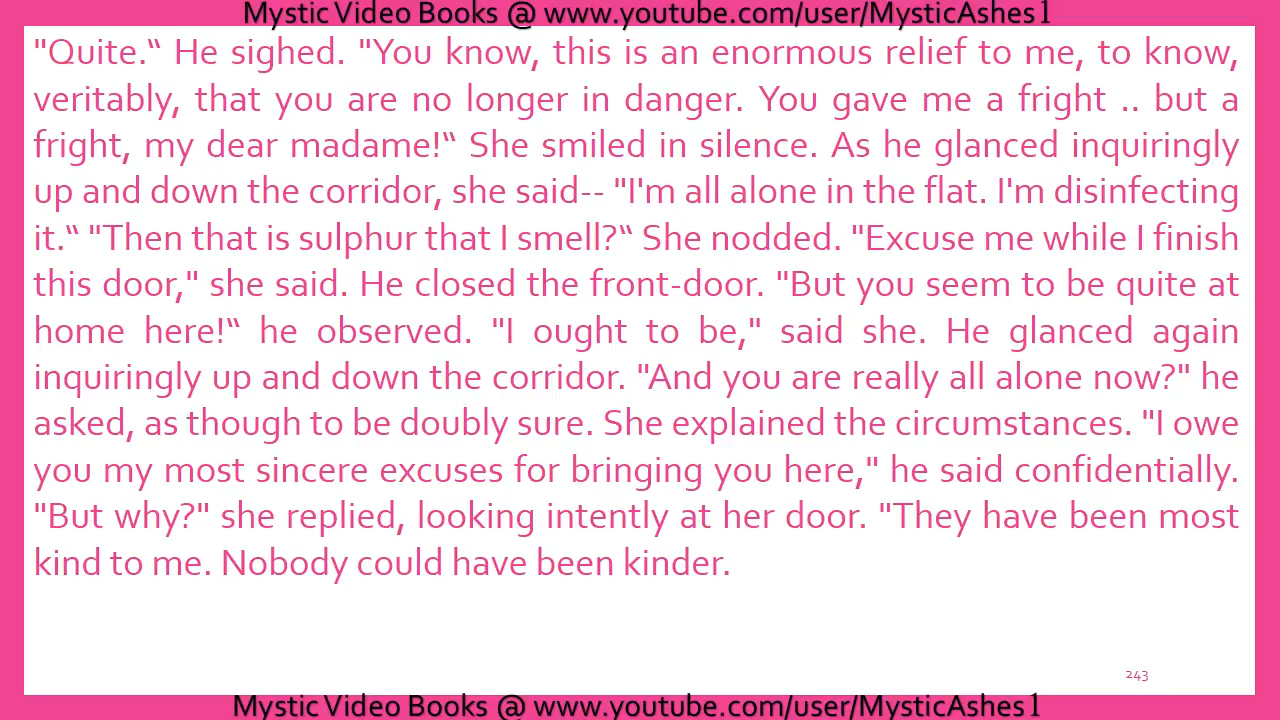 Mystic Video Books @ www.youtube.com/user/MysticAshes1
"Quite.“ He sighed. "You know, this is an enormous relief to me, to know,
veritably, that you are no longer in danger. You gave me a fright .. but a
fright, my dear madame!“ She smiled in silence. As he glanced inquiringly
up and down the corridor, she said-- "I'm all alone in the flat. I'm disinfecting
it.“ "Then that is sulphur that I smell?“ She nodded. "Excuse me while I finish
this door," she said. He closed the front-door. "But you seem to be quite at
home here!“ he observed. "I ought to be," said she. He glanced again
inquiringly up and down the corridor. "And you are really all alone now?" he
asked, as though to be doubly sure. She explained the circumstances. "I owe
you my most sincere excuses for bringing you here," he said confidentially.
"But why?" she replied, looking intently at her door. "They have been most
kind to me. Nobody could have been kinder.
243
Mystic Video Books @ www.youtube.com/user/MysticAshes1